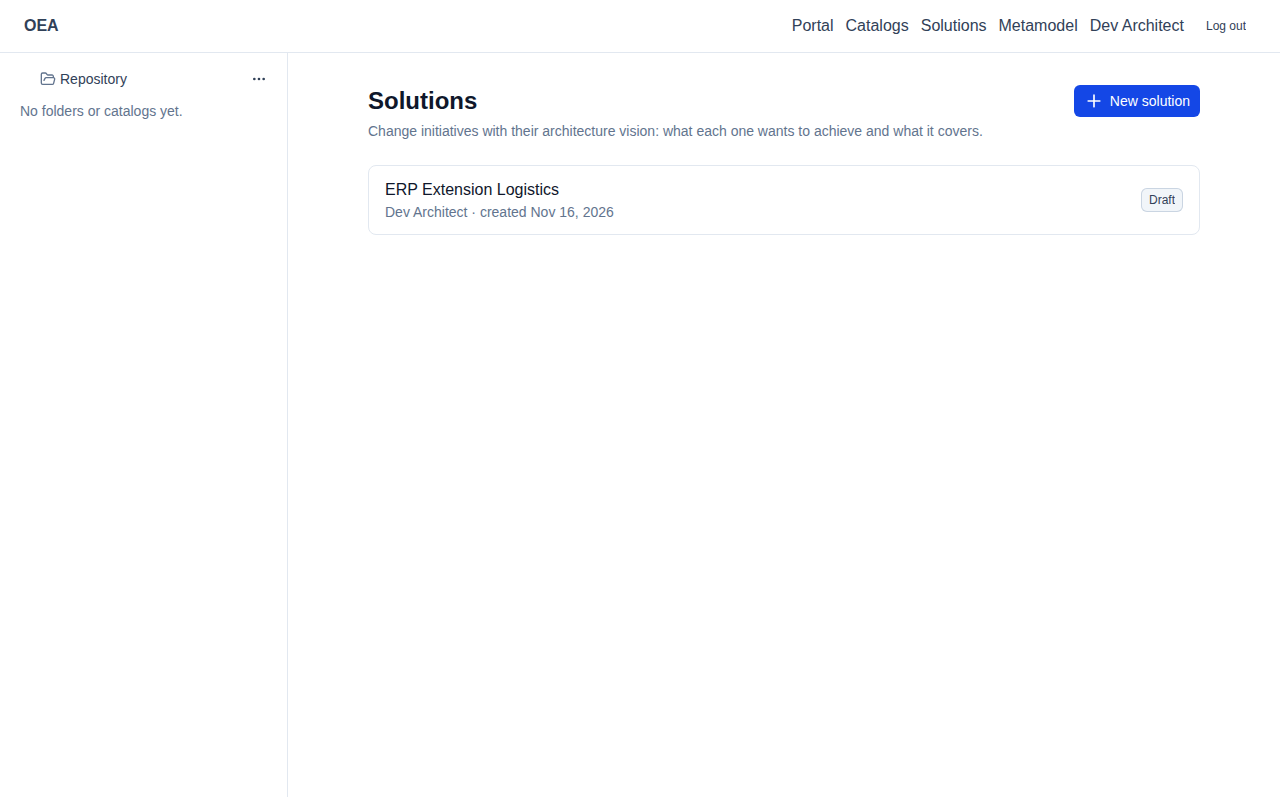 OEA
Portal Catalogs Solutions Metamodel Dev Architect Log out
Repository
No folders or catalogs yet.
Solutions
New solution
Change initiatives with their architecture vision: what each one wants to achieve and what it covers.
ERP Extension Logistics
Dev Architect · created Nov 16, 2026
Draft